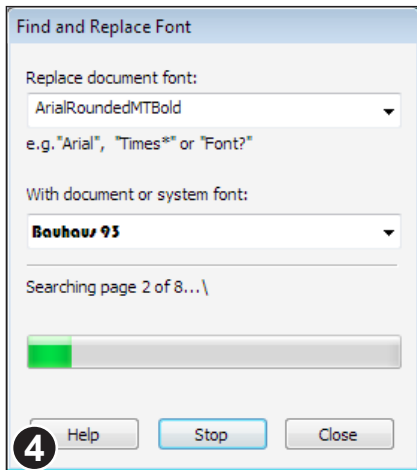 Find and Replace Font
Replace document font:
ArialRoundedMTBold
e.g."Arial", "Times*" or "Font?"
With document or system font:
Bauhaus 93
Searching page 2 of 8...\
Help Stop Close
4